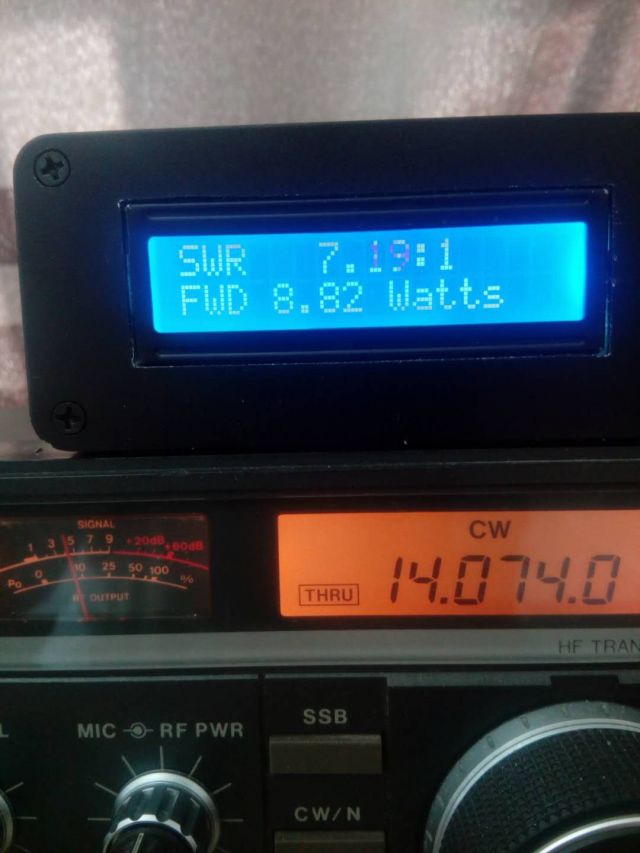 SWR 7.19:1
FWD 8.82 Watts
SIGNAL
1 3 5 7 9 +20dB +60dB
Po 0 10 25 50 100 %
RF OUTPUT
CW
THRU 14.074.0
HF TRAN
L MIC RF PWR
SSB
CW/N